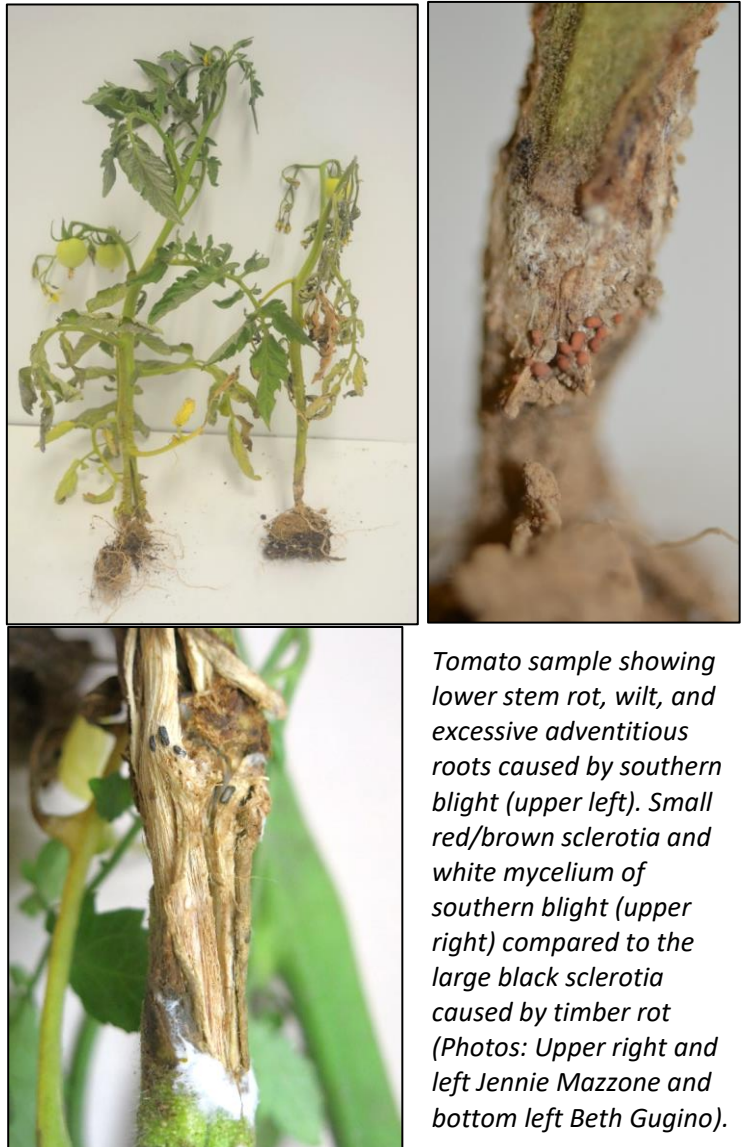 Tomato sample showing
lower stem rot, wilt, and
excessive adventitious
roots caused by southern
blight (upper left). Small
red/brown sclerotia and
white mycelium of
southern blight (upper
right) compared to the
large black sclerotia
caused by timber rot
(Photos: Upper right and
left Jennie Mazzone and
bottom left Beth Gugino).